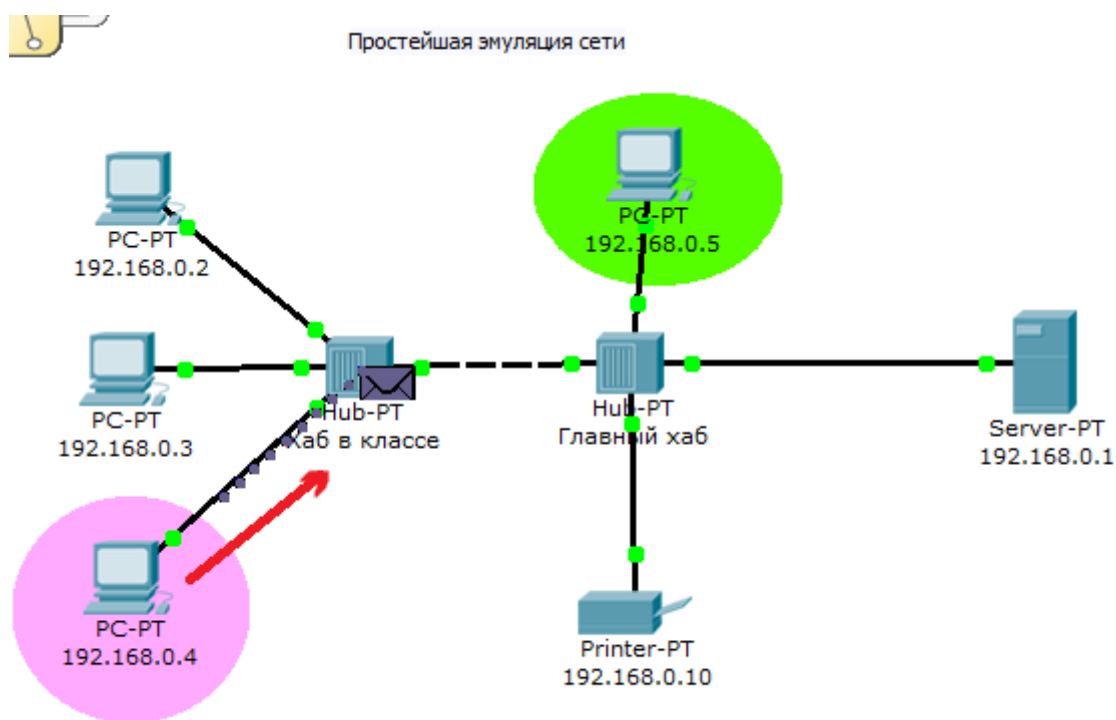 Простейшая эмуляция сети
PC-PT
192.168.0.2
PC-PT
192.168.0.5
PC-PT
192.168.0.3
Hub-PT
Хаб в классе
Hub-PT
Главный хаб
Server-PT
192.168.0.1
PC-PT
192.168.0.4
Printer-PT
192.168.0.10